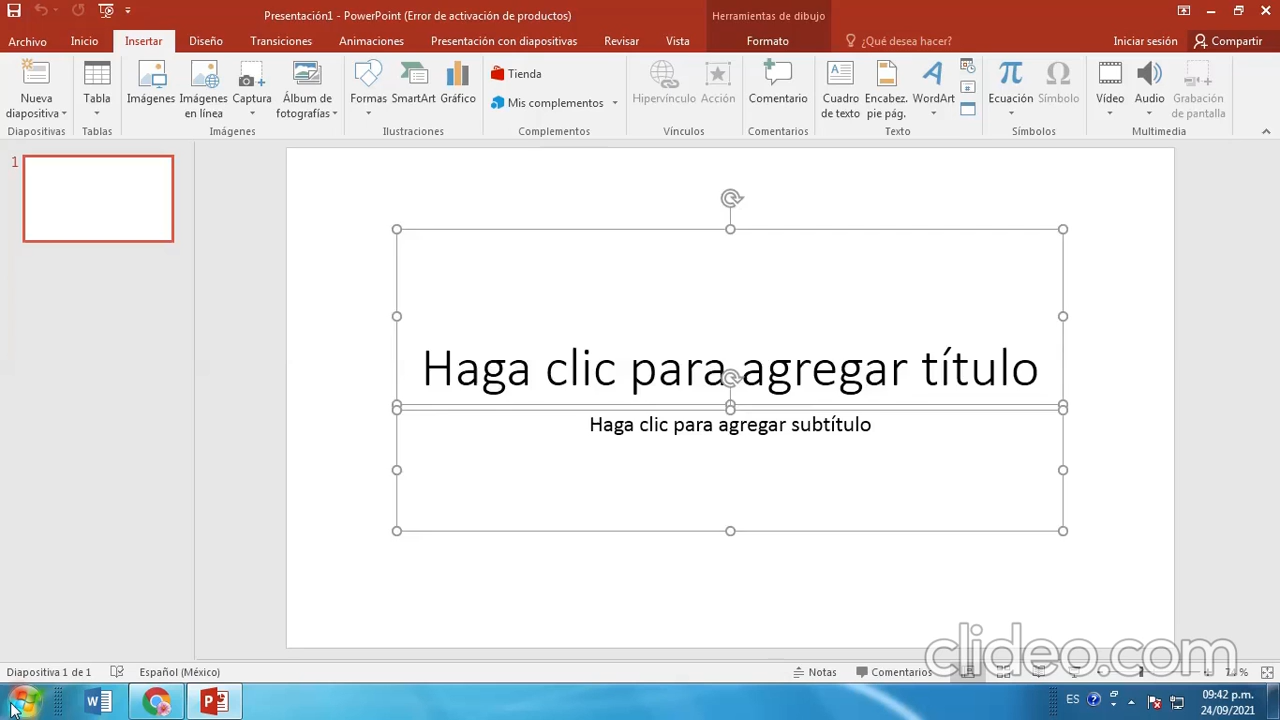 Presentación1 - PowerPoint (Error de activación de productos)
Herramientas de dibujo
Archivo
Inicio
Insertar
Diseño
Transiciones
Animaciones
Presentación con diapositivas
Revisar
Vista
Formato
¿Qué desea hacer?
Iniciar sesión
Compartir
Nueva
diapositiva
Tabla
Imágenes
Imágenes
en línea
Captura
Álbum de
fotografías
Formas
SmartArt
Gráfico
Tienda
Mis complementos
Hipervínculo
Acción
Comentario
Cuadro
de texto
Encabez.
pie pág.
WordArt
Ecuación
Símbolo
Vídeo
Audio
Grabación
de pantalla
Diapositivas
Tablas
Imágenes
Ilustraciones
Complementos
Vínculos
Comentarios
Texto
Símbolos
Multimedia
1
Haga clic para agregar título
Haga clic para agregar subtítulo
clideo.com
Diapositiva 1 de 1
Español (México)
Notas
Comentarios
ES
09:42 p.m.
24/09/2021